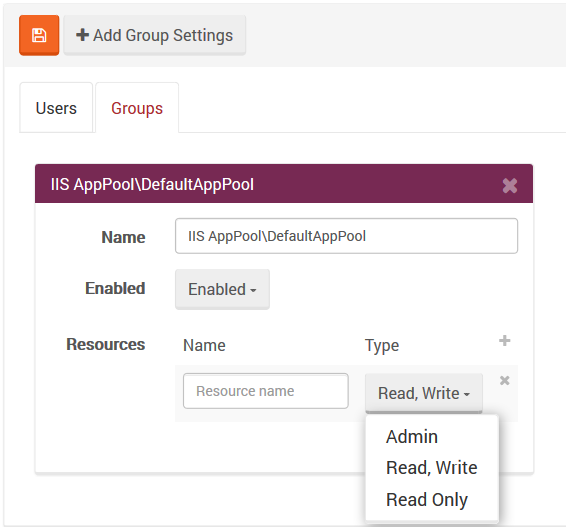 Add Group Settings
Users Groups
IIS AppPool\DefaultAppPool
Name IIS AppPool\DefaultAppPool
Enabled Enabled
Resources Name Type
Resource name Read, Write
Admin
Read, Write
Read Only